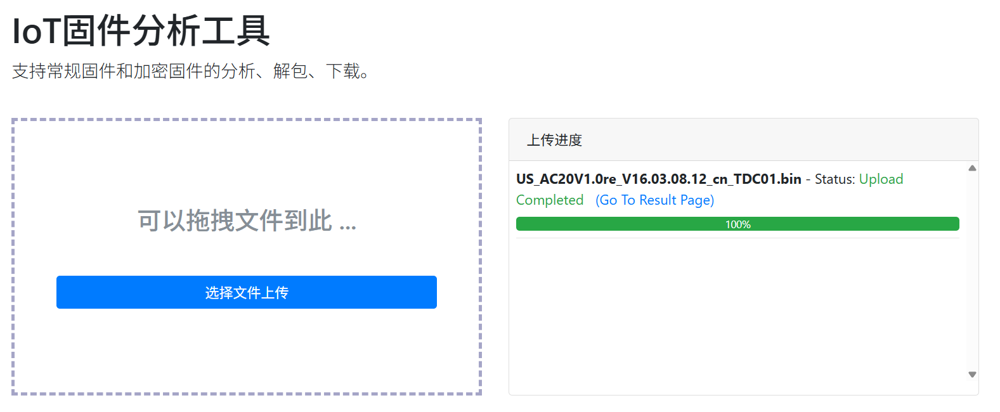 IoT固件分析工具
支持常规固件和加密固件的分析、解包、下载。
可以拖拽文件到此 ...
选择文件上传
上传进度
US_AC20V1.0re_V16.03.08.12_cn_TDC01.bin - Status: Upload
Completed (Go To Result Page)
100%